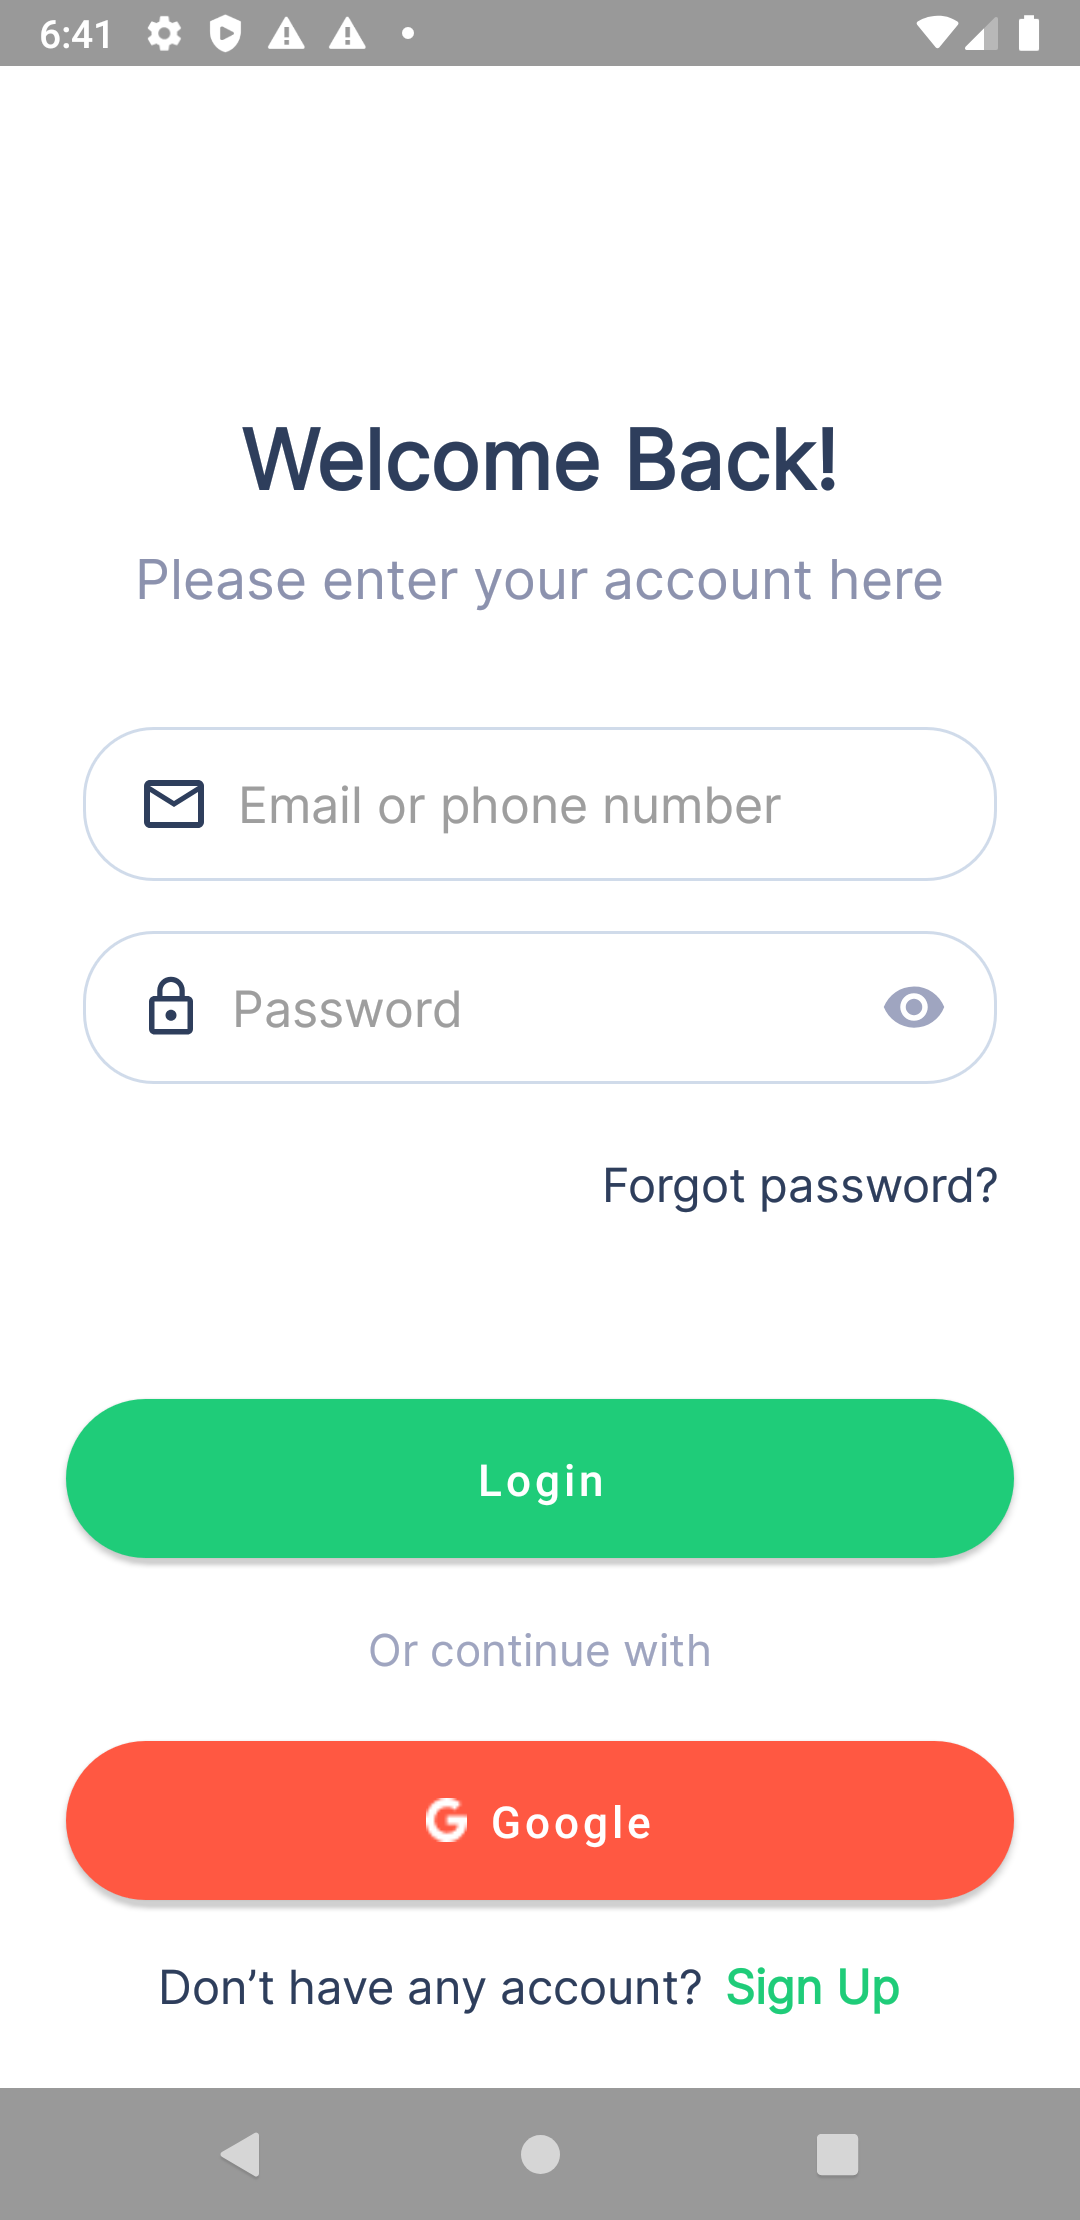 6:41
Welcome Back!
Please enter your account here
Email or phone number
Password
Forgot password?
Login
Or continue with
G Google
Don’t have any account? Sign Up